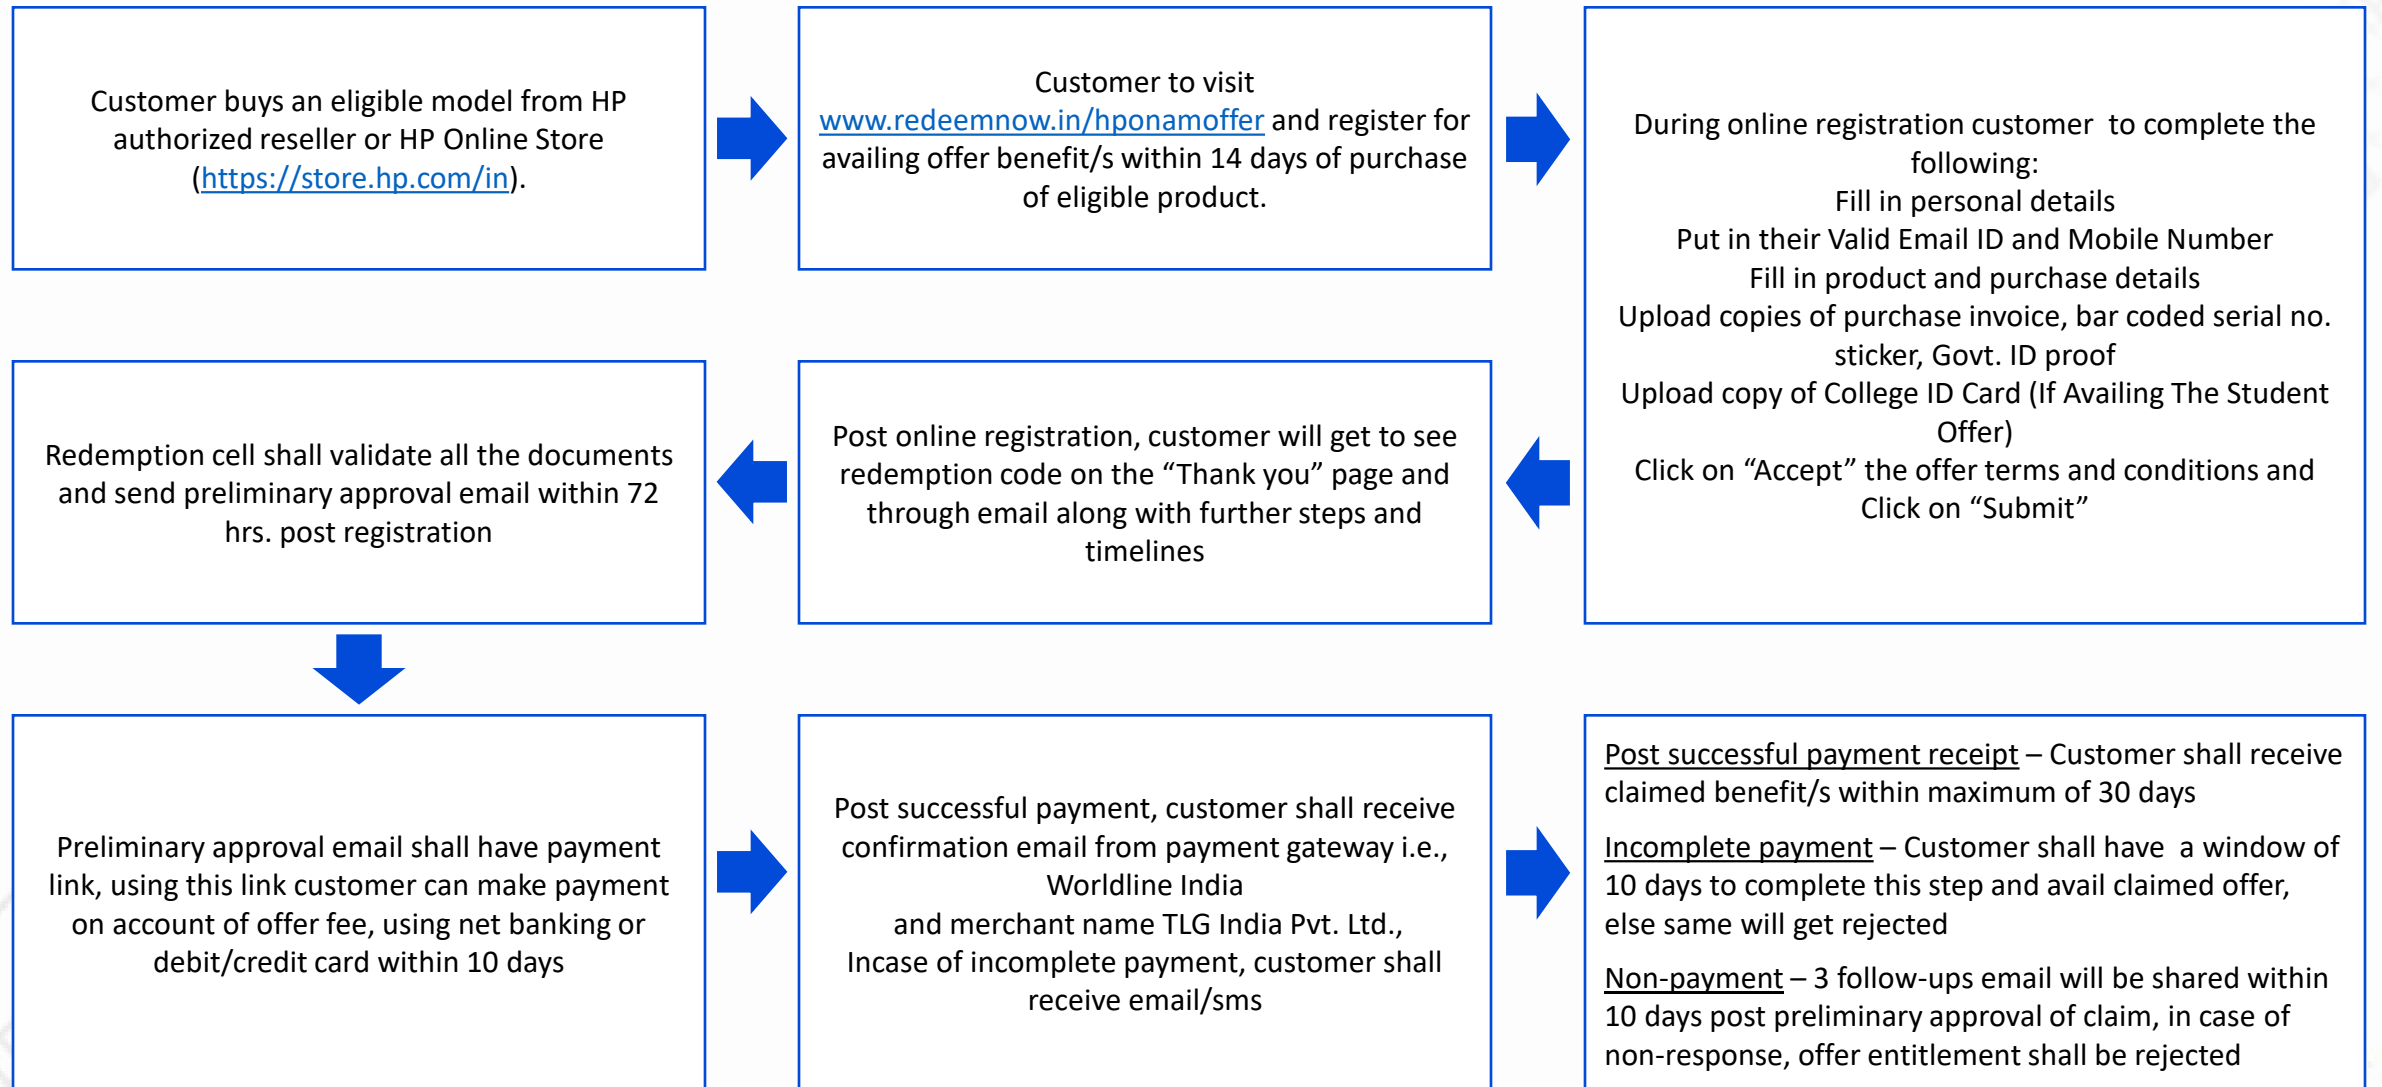 Customer buys an eligible model from HP
authorized reseller or HP Online Store
(https://store.hp.com/in).
Customer to visit
www.redeemnow.in/hponamoffer and register for
availing offer benefit/s within 14 days of purchase
of eligible product.
During online registration customer  to complete the
following:
Fill in personal details
Put in their Valid Email ID and Mobile Number
Fill in product and purchase details
Upload copies of purchase invoice, bar coded serial no.
sticker, Govt. ID proof
Upload copy of College ID Card (If Availing The Student
Offer)
Click on “Accept” the offer terms and conditions and
Click on “Submit”
Post online registration, customer will get to see
redemption code on the “Thank you” page and
through email along with further steps and
timelines
Redemption cell shall validate all the documents
and send preliminary approval email within 72
hrs. post registration
Preliminary approval email shall have payment
link, using this link customer can make payment
on account of offer fee, using net banking or
debit/credit card within 10 days
Post successful payment, customer shall receive
confirmation email from payment gateway i.e.,
Worldline India
and merchant name TLG India Pvt. Ltd.,
Incase of incomplete payment, customer shall
receive email/sms
Post successful payment receipt – Customer shall receive
claimed benefit/s within maximum of 30 days
Incomplete payment – Customer shall have  a window of
10 days to complete this step and avail claimed offer,
else same will get rejected
Non-payment – 3 follow-ups email will be shared within
10 days post preliminary approval of claim, in case of
non-response, offer entitlement shall be rejected